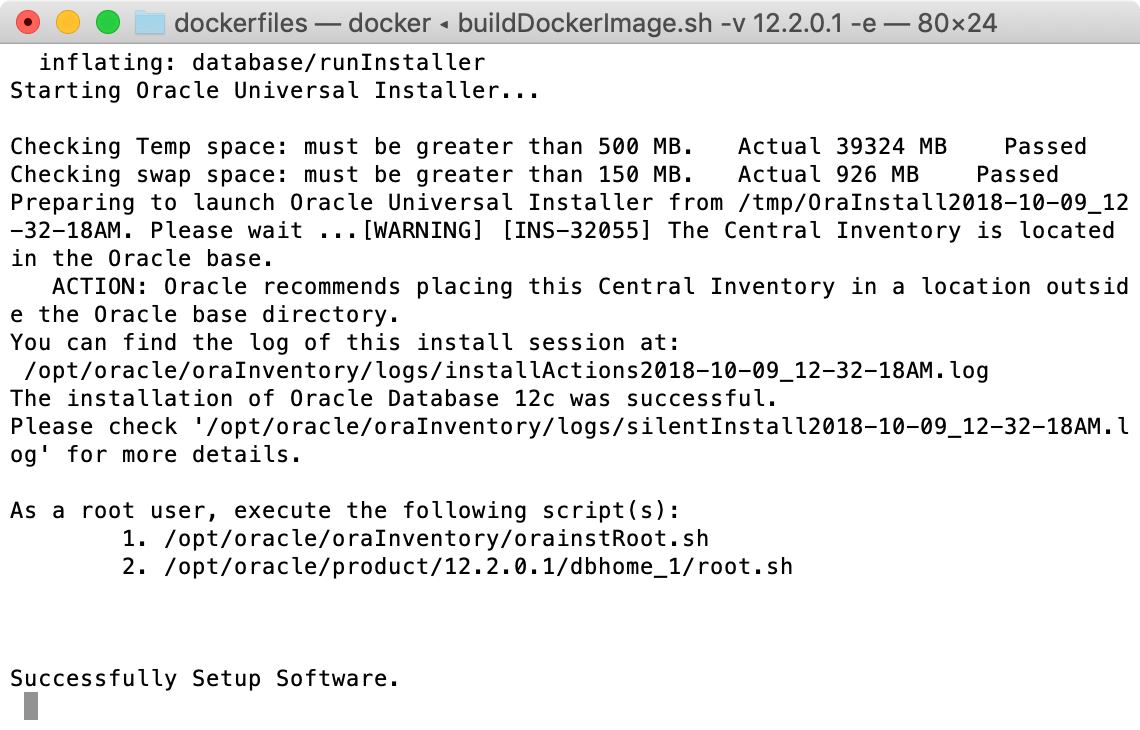 dockerfiles — docker ◂ buildDockerImage.sh -v 12.2.0.1 -e — 80×24
  inflating: database/runInstaller
Starting Oracle Universal Installer...

Checking Temp space: must be greater than 500 MB.   Actual 39324 MB    Passed
Checking swap space: must be greater than 150 MB.   Actual 926 MB    Passed
Preparing to launch Oracle Universal Installer from /tmp/OraInstall2018-10-09_12
-32-18AM. Please wait ...[WARNING] [INS-32055] The Central Inventory is located
in the Oracle base.
   ACTION: Oracle recommends placing this Central Inventory in a location outsid
e the Oracle base directory.
You can find the log of this install session at:
 /opt/oracle/oraInventory/logs/installActions2018-10-09_12-32-18AM.log
The installation of Oracle Database 12c was successful.
Please check '/opt/oracle/oraInventory/logs/silentInstall2018-10-09_12-32-18AM.l
og' for more details.

As a root user, execute the following script(s):
        1. /opt/oracle/oraInventory/orainstRoot.sh
        2. /opt/oracle/product/12.2.0.1/dbhome_1/root.sh

Successfully Setup Software.